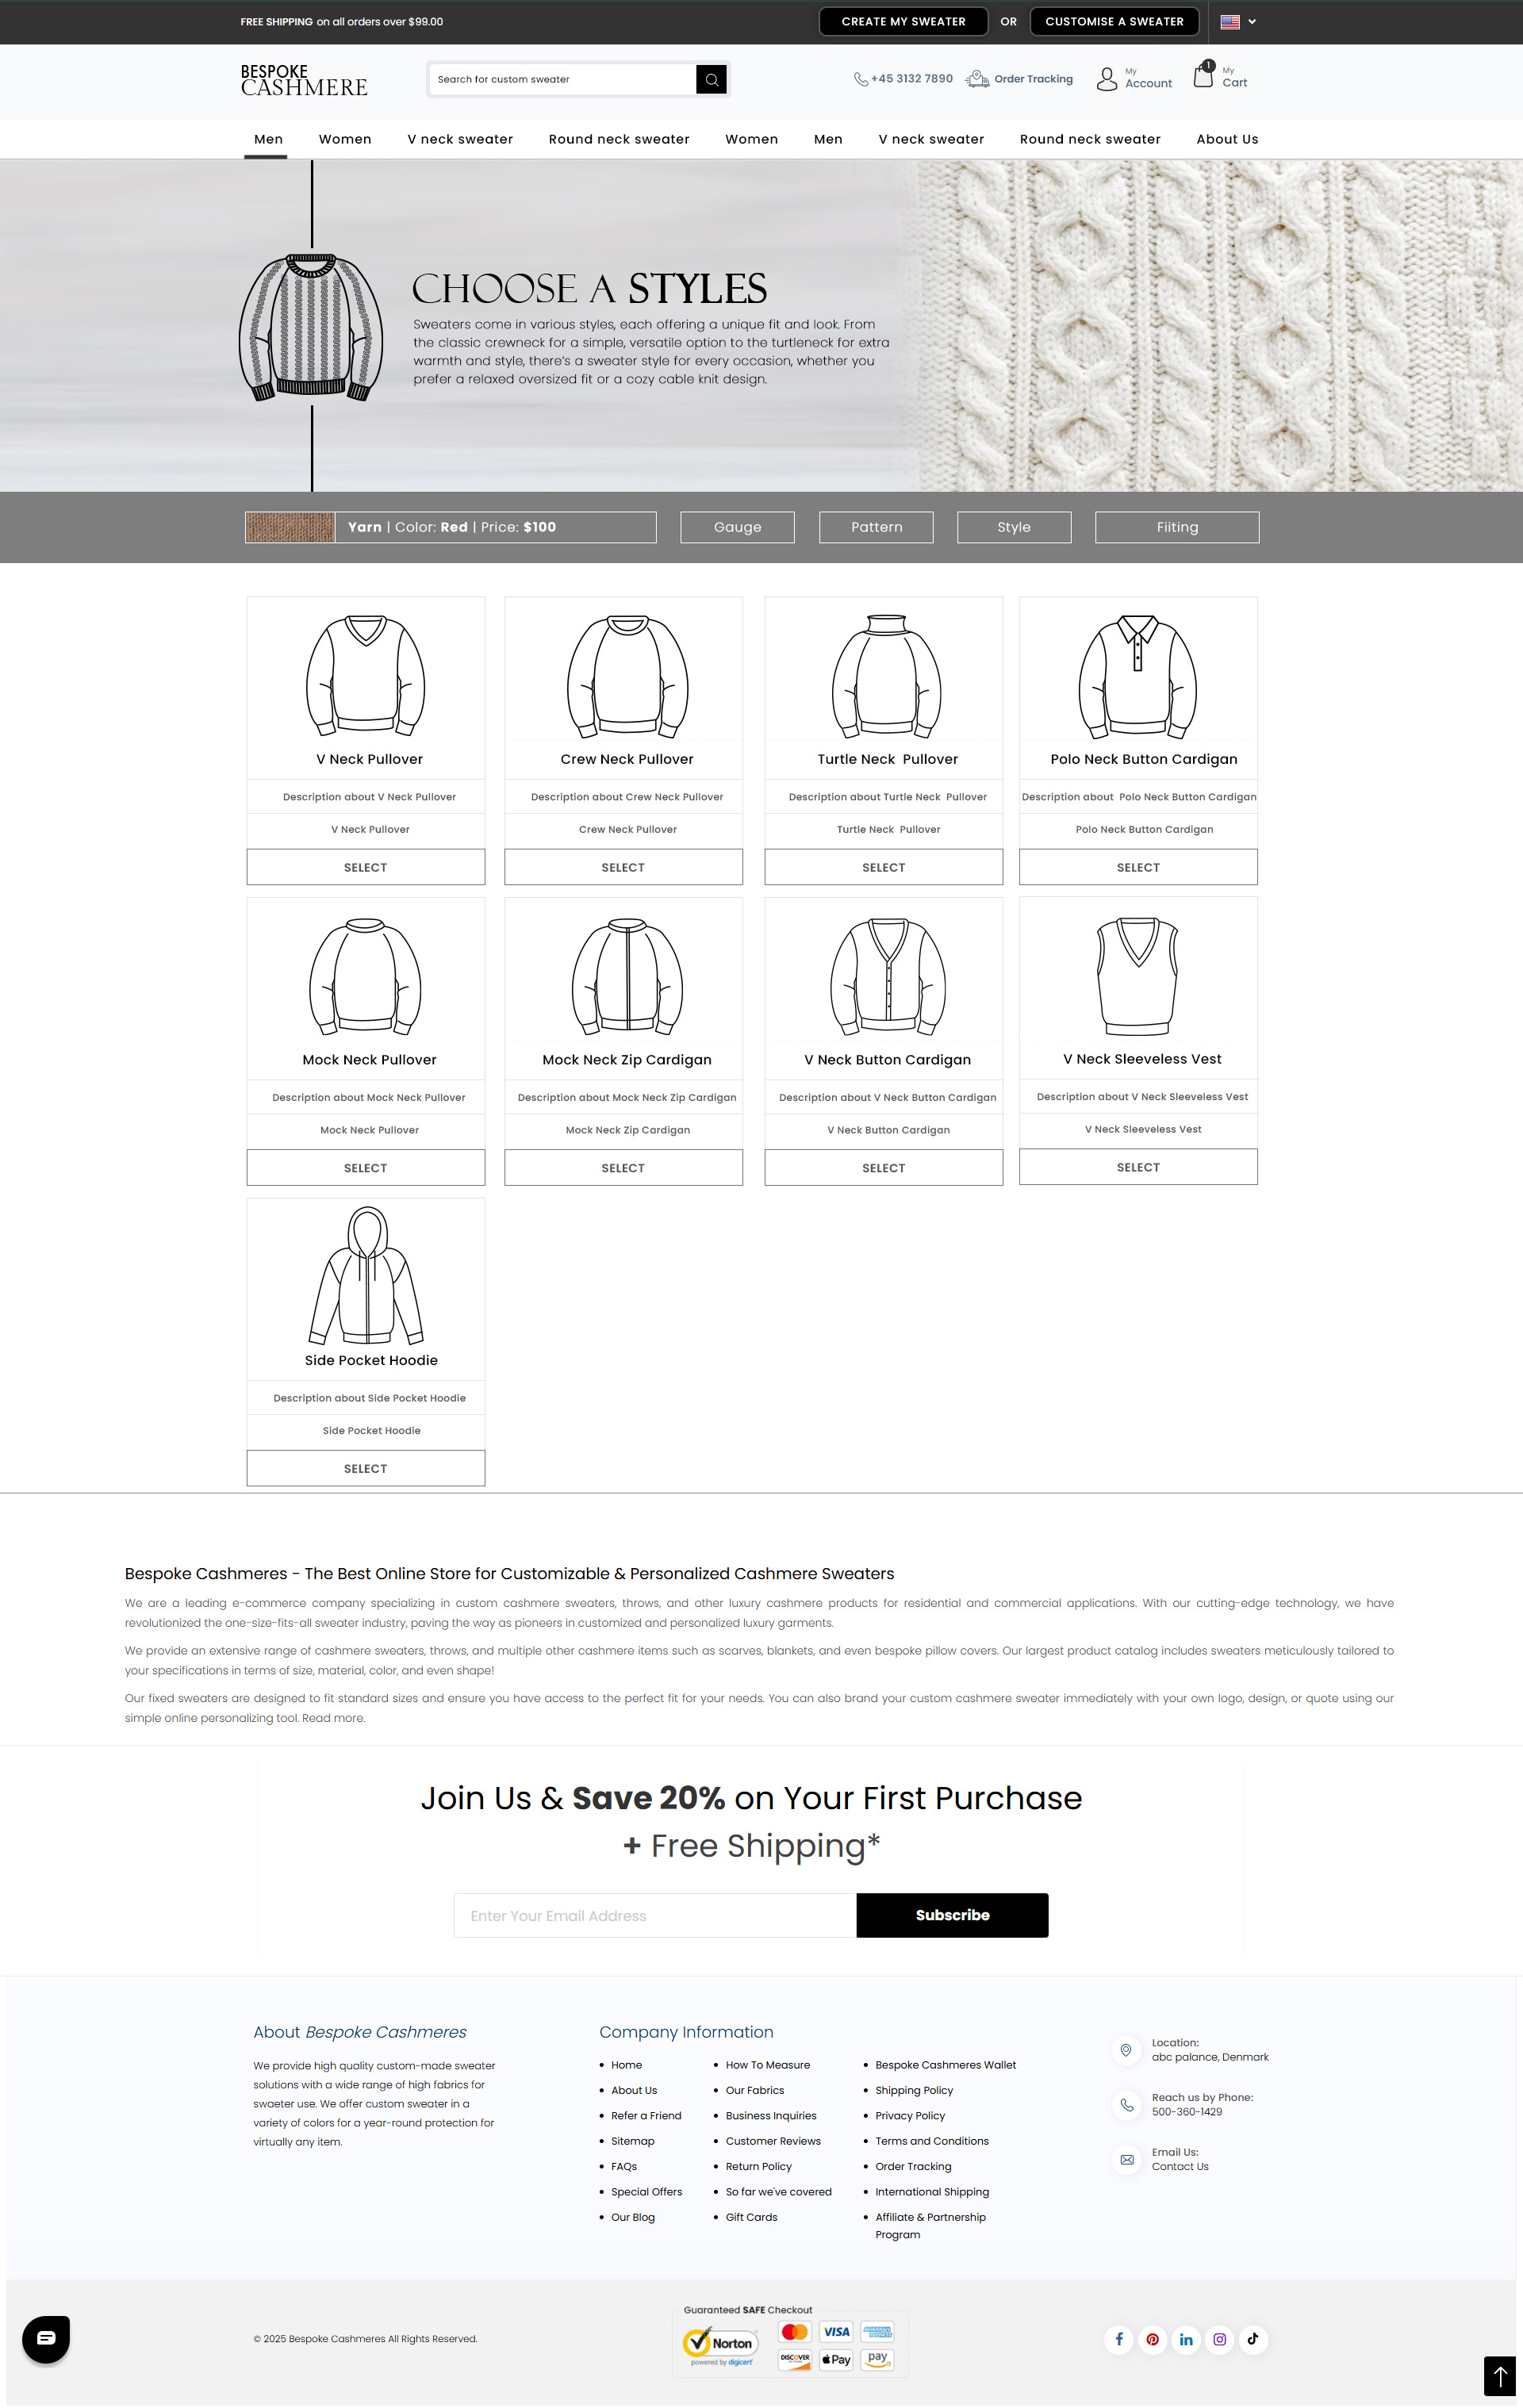 FREE SHIPPING on all orders over $99.00
CREATE MY SWEATER OR CUSTOMISE A SWEATER
BESPOKE
CASHMERE
Search for custom sweater
+45 3132 7890
Order Tracking
My
Account
1
My
Cart
Men Women V neck sweater Round neck sweater Women Men V neck sweater Round neck sweater About Us
CHOOSE A STYLES
Sweaters come in various styles, each offering a unique fit and look. From
the classic crewneck for a simple, versatile option to the turtleneck for extra
warmth and style, there's a sweater style for every occasion, whether you
prefer a relaxed oversized fit or a cozy cable knit design.
Yarn | Color: Red | Price: $100 Gauge Pattern Style Fiiting
V Neck Pullover Crew Neck Pullover Turtle Neck Pullover Polo Neck Button Cardigan
Description about V Neck Pullover Description about Crew Neck Pullover Description about Turtle Neck Pullover Description about Polo Neck Button Cardigan
V Neck Pullover Crew Neck Pullover Turtle Neck Pullover Polo Neck Button Cardigan
SELECT SELECT SELECT SELECT
Mock Neck Pullover Mock Neck Zip Cardigan V Neck Button Cardigan V Neck Sleeveless Vest
Description about Mock Neck Pullover Description about Mock Neck Zip Cardigan Description about V Neck Button Cardigan Description about V Neck Sleeveless Vest
Mock Neck Pullover Mock Neck Zip Cardigan V Neck Button Cardigan V Neck Sleeveless Vest
SELECT SELECT SELECT SELECT
Side Pocket Hoodie
Description about Side Pocket Hoodie
Side Pocket Hoodie
SELECT
Bespoke Cashmeres - The Best Online Store for Customizable & Personalized Cashmere Sweaters
We are a leading e-commerce company specializing in custom cashmere sweaters, throws, and other luxury cashmere products for residential and commercial applications. With our cutting-edge technology, we have
revolutionized the one-size-fits-all sweater industry, paving the way as pioneers in customized and personalized luxury garments.
We provide an extensive range of cashmere sweaters, throws, and multiple other cashmere items such as scarves, blankets, and even bespoke pillow covers. Our largest product catalog includes sweaters meticulously tailored to
your specifications in terms of size, material, color, and even shape!
Our fixed sweaters are designed to fit standard sizes and ensure you have access to the perfect fit for your needs. You can also brand your custom cashmere sweater immediately with your own logo, design, or quote using our
simple online personalizing tool. Read more.
Join Us & Save 20% on Your First Purchase
+ Free Shipping*
Enter Your Email Address
Subscribe
About Bespoke Cashmeres
We provide high quality custom-made sweater
solutions with a wide range of high fabrics for
swaeter use. We offer custom sweater in a
variety of colors for a year-round protection for
virtually any item.
Company Information
Home
About Us
Refer a Friend
Sitemap
FAQs
Special Offers
Our Blog
How To Measure
Our Fabrics
Business Inquiries
Customer Reviews
Return Policy
So far we've covered
Gift Cards
Bespoke Cashmeres Wallet
Shipping Policy
Privacy Policy
Terms and Conditions
Order Tracking
International Shipping
Affiliate & Partnership
Program
Location:
abc palance, Denmark
Reach us by Phone:
500-360-1429
Email Us:
Contact Us
© 2025 Bespoke Cashmeres All Rights Reserved.
Guaranteed SAFE Checkout
Norton
powered by digicert
VISA
DISCOVER
Pay
pay